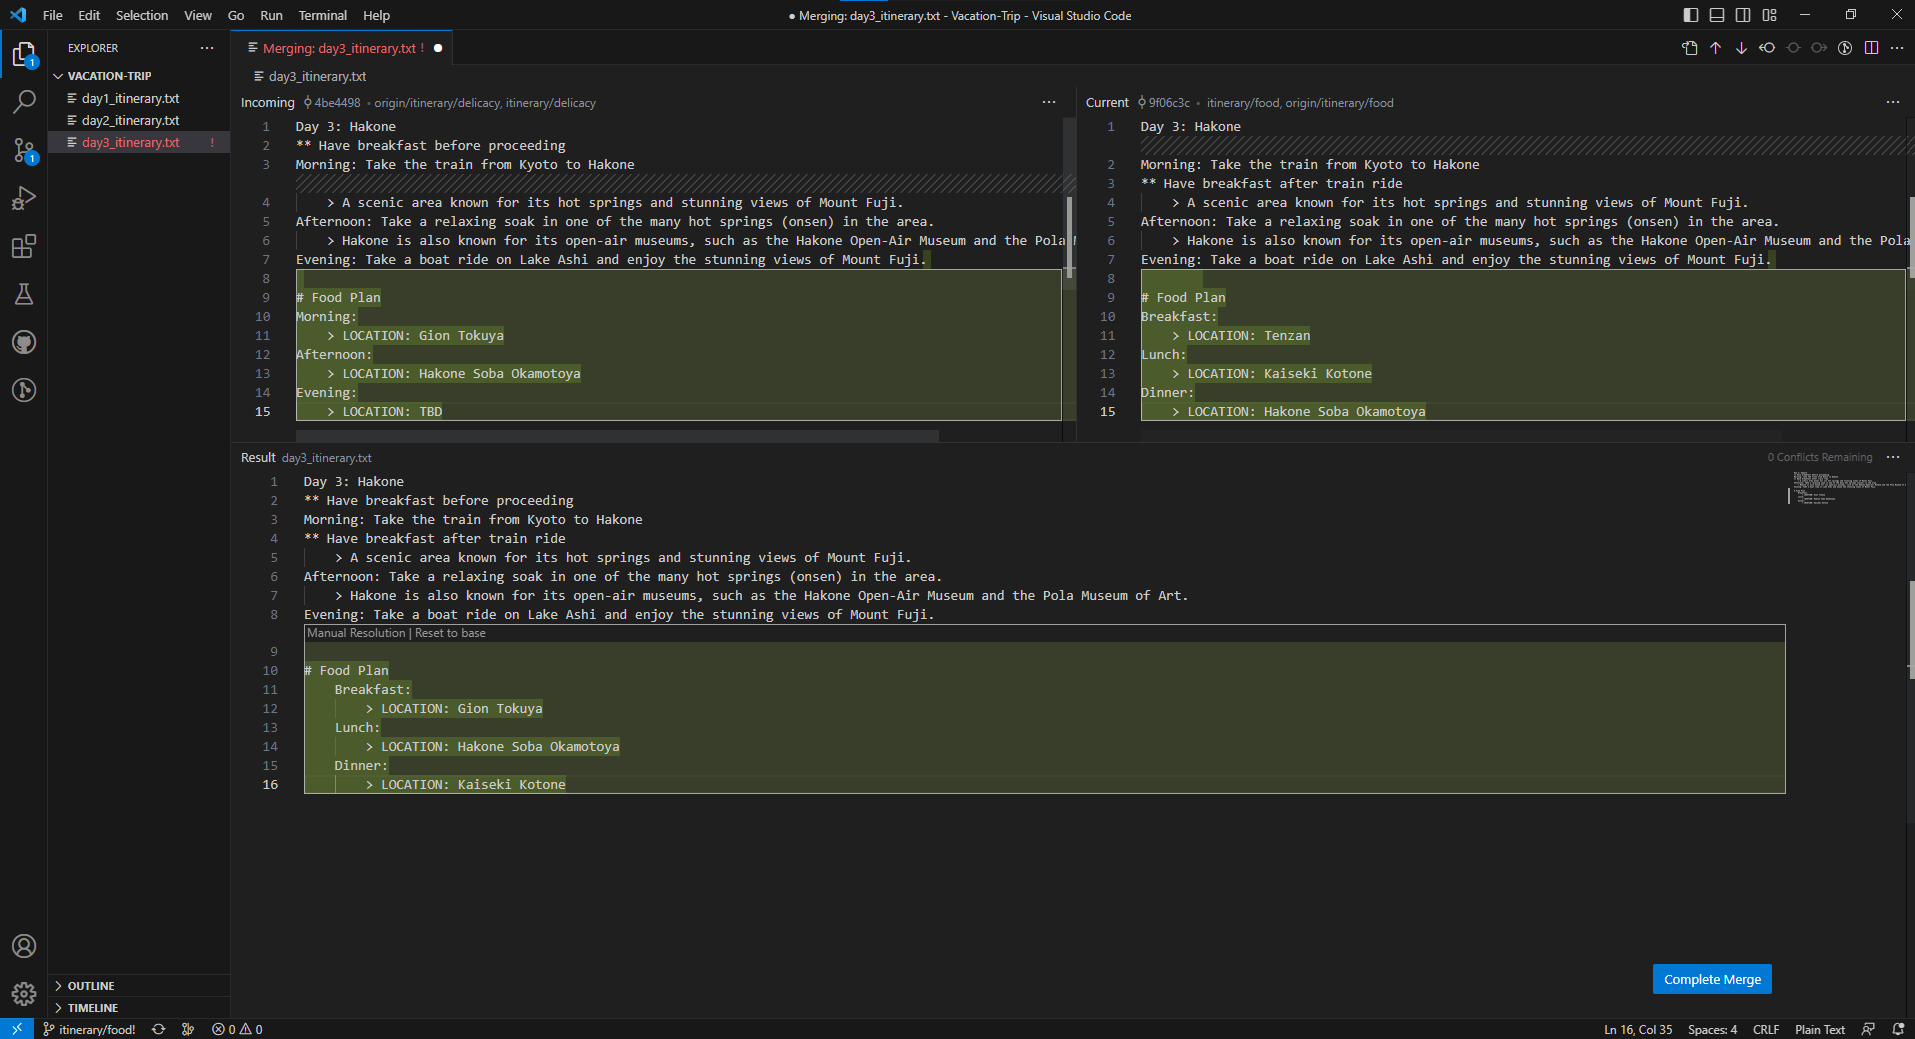 File Edit Selection View Go Run Terminal Help
● Merging: day3_itinerary.txt - Vacation-Trip - Visual Studio Code
EXPLORER
VACATION-TRIP
day1_itinerary.txt
day2_itinerary.txt
day3_itinerary.txt !
OUTLINE
TIMELINE
1
1
Merging: day3_itinerary.txt !
day3_itinerary.txt
Incoming 4be4498 • origin/itinerary/delicacy, itinerary/delicacy
1 Day 3: Hakone
2 ** Have breakfast before proceeding
3 Morning: Take the train from Kyoto to Hakone
4 > A scenic area known for its hot springs and stunning views of Mount Fuji.
5 Afternoon: Take a relaxing soak in one of the many hot springs (onsen) in the area.
6 > Hakone is also known for its open-air museums, such as the Hakone Open-Air Museum and the Pola
7 Evening: Take a boat ride on Lake Ashi and enjoy the stunning views of Mount Fuji.
8
9 # Food Plan
10 Morning:
11 > LOCATION: Gion Tokuya
12 Afternoon:
13 > LOCATION: Hakone Soba Okamotoya
14 Evening:
15 > LOCATION: TBD
Current 9f06c3c • itinerary/food, origin/itinerary/food
1 Day 3: Hakone
2 Morning: Take the train from Kyoto to Hakone
3 ** Have breakfast after train ride
4 > A scenic area known for its hot springs and stunning views of Mount Fuji.
5 Afternoon: Take a relaxing soak in one of the many hot springs (onsen) in the area.
6 > Hakone is also known for its open-air museums, such as the Hakone Open-Air Museum and the Pola
7 Evening: Take a boat ride on Lake Ashi and enjoy the stunning views of Mount Fuji.
8
9 # Food Plan
10 Breakfast:
11 > LOCATION: Tenzan
12 Lunch:
13 > LOCATION: Kaiseki Kotone
14 Dinner:
15 > LOCATION: Hakone Soba Okamotoya
Result day3_itinerary.txt
0 Conflicts Remaining
1 Day 3: Hakone
2 ** Have breakfast before proceeding
3 Morning: Take the train from Kyoto to Hakone
4 ** Have breakfast after train ride
5 > A scenic area known for its hot springs and stunning views of Mount Fuji.
6 Afternoon: Take a relaxing soak in one of the many hot springs (onsen) in the area.
7 > Hakone is also known for its open-air museums, such as the Hakone Open-Air Museum and the Pola Museum of Art.
8 Evening: Take a boat ride on Lake Ashi and enjoy the stunning views of Mount Fuji.
Manual Resolution | Reset to base
9
10 # Food Plan
11 Breakfast:
12 > LOCATION: Gion Tokuya
13 Lunch:
14 > LOCATION: Hakone Soba Okamotoya
15 Dinner:
16 > LOCATION: Kaiseki Kotone
Complete Merge
itinerary/food! 0 0
Ln 16, Col 35 Spaces: 4 CRLF Plain Text